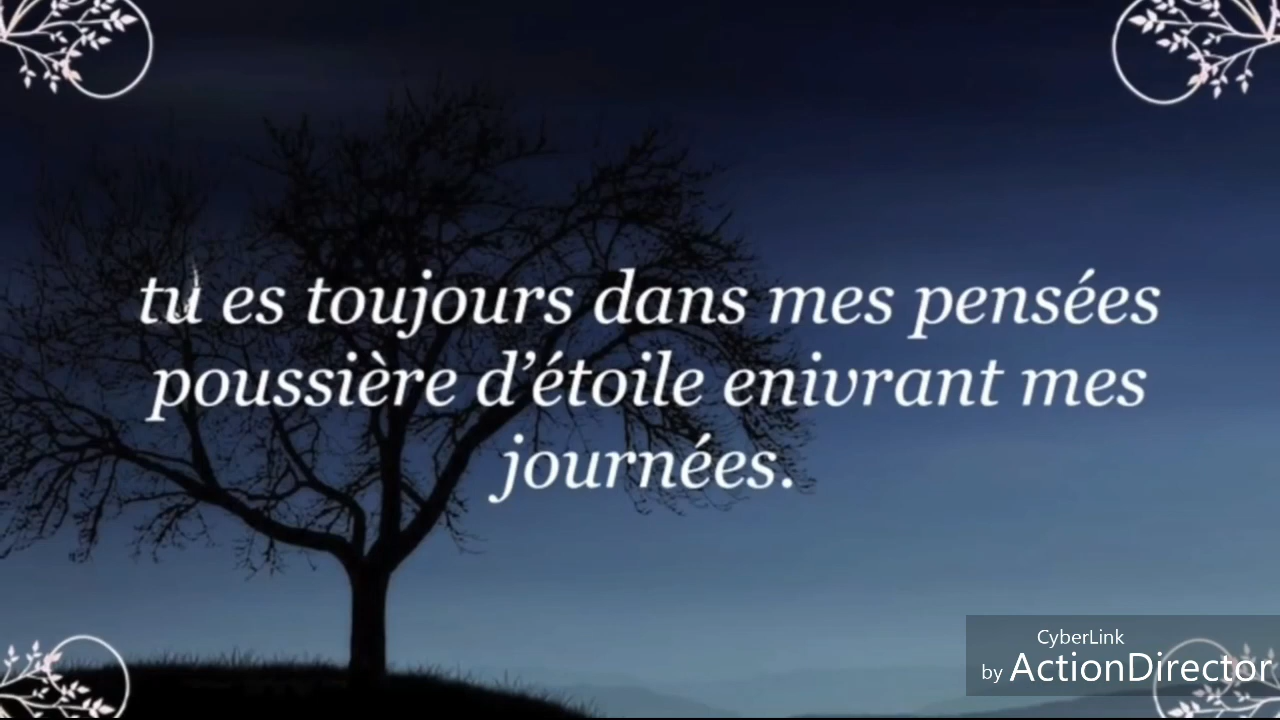 tu es toujours dans mes pensées
poussière d’étoile enivrant mes
journées.
CyberLink
by ActionDirector